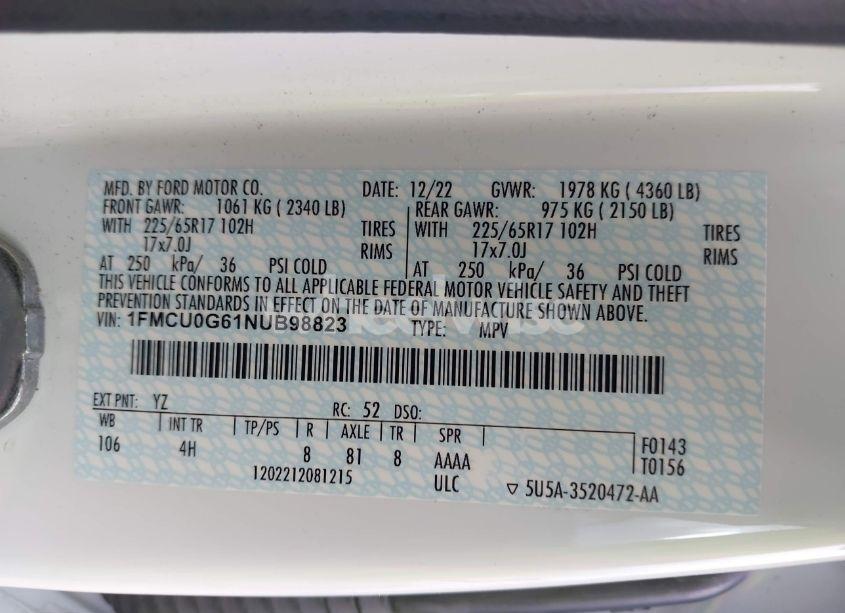 MFD. BY FORD MOTOR CO. DATE: 12/22 GVWR: 1978 KG ( 4360 LB)
FRONT GAWR: 1061 KG ( 2340 LB) REAR GAWR: 975 KG ( 2150 LB)
WITH 225/65R17 102H TIRES WITH 225/65R17 102H TIRES
17x7.0J RIMS 17x7.0J RIMS
AT 250 kPa/ 36 PSI COLD AT 250 kPa/ 36 PSI COLD
THIS VEHICLE CONFORMS TO ALL APPLICABLE FEDERAL MOTOR VEHICLE SAFETY AND THEFT
PREVENTION STANDARDS IN EFFECT ON THE DATE OF MANUFACTURE SHOWN ABOVE.
VIN: 1FMCU0G61NUB98823 TYPE: MPV
EXT PNT: YZ RC: 52 DSO:
WB INT TR TP/PS R AXLE TR SPR
106 4H 8 81 8 AAAA
F0143
T0156
1202212081215 ULC ▽ 5U5A-3520472-AA